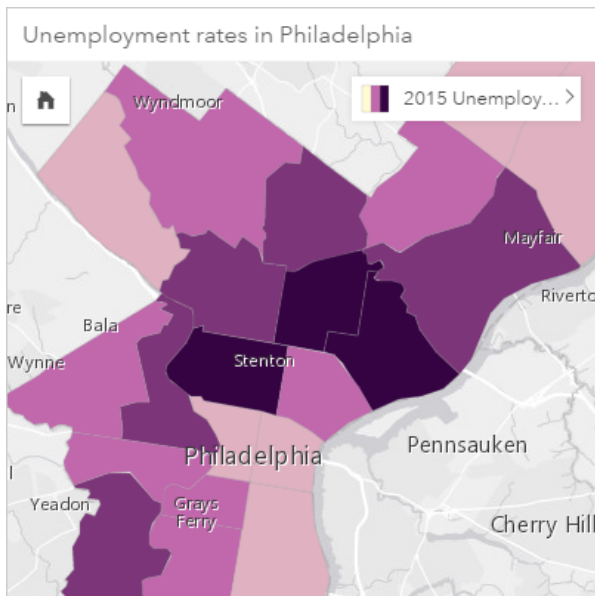 Unemployment rates in Philadelphia
n
Wyndmoor
2015 Unemploy...
Mayfair
Riverto
re
Bala
Wynne
Stenton
Philadelphia
Pennsauken
l
Yeadon
Grays
Ferry
Cherry Hill